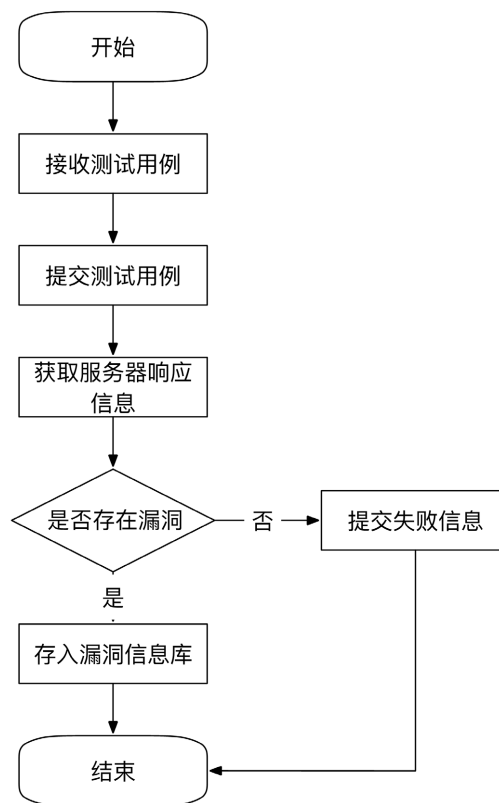 开始
接收测试用例
提交测试用例
获取服务器响应
信息
是否存在漏洞
否
提交失败信息
是
存入漏洞信息库
结束